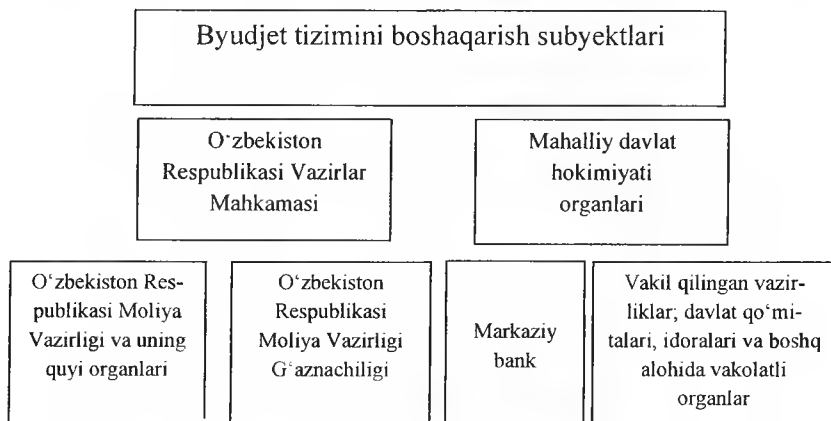 Byudjet tizimini boshaqarish subyektlari
O‘zbekiston
Respublikasi Vazirlar
Mahkamasi
Mahalliy davlat
hokimiyati
organlari
O‘zbekiston Res-
publikasi Moliya
Vazirligi va uning
quyi organlari
O‘zbekiston
Respublikasi
Moliya Vazirligi
G‘aznachiligi
Markaziy
bank
Vakil qilingan vazir-
liklar; davlat qo‘mi-
talari, idoralari va boshq
alohida vakolatli
organlar